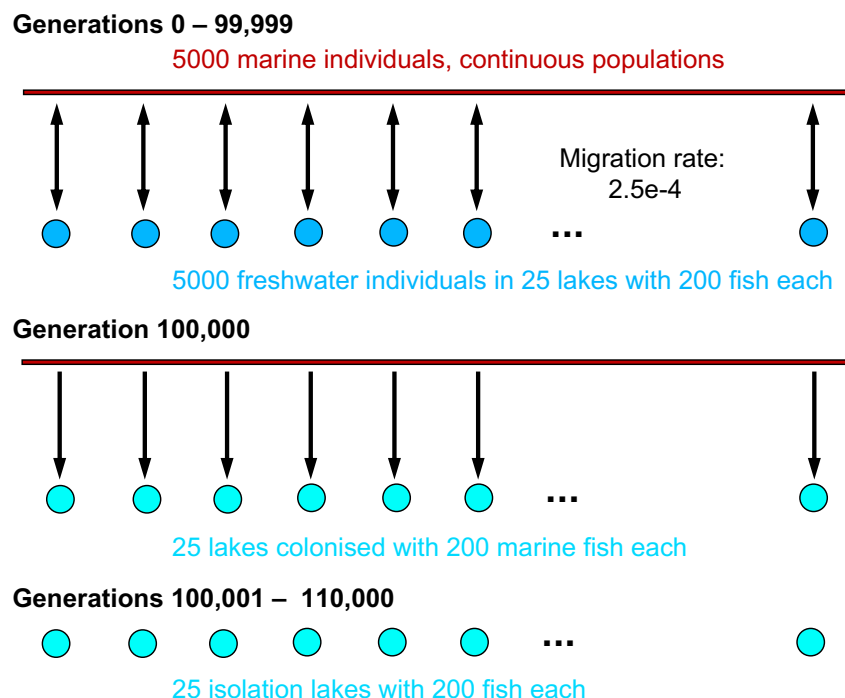 Generations 0 – 99,999
5000 marine individuals, continuous populations
Migration rate:
2.5e-4
...
5000 freshwater individuals in 25 lakes with 200 fish each
Generation 100,000
...
25 lakes colonised with 200 marine fish each
Generations 100,001 – 110,000
...
25 isolation lakes with 200 fish each